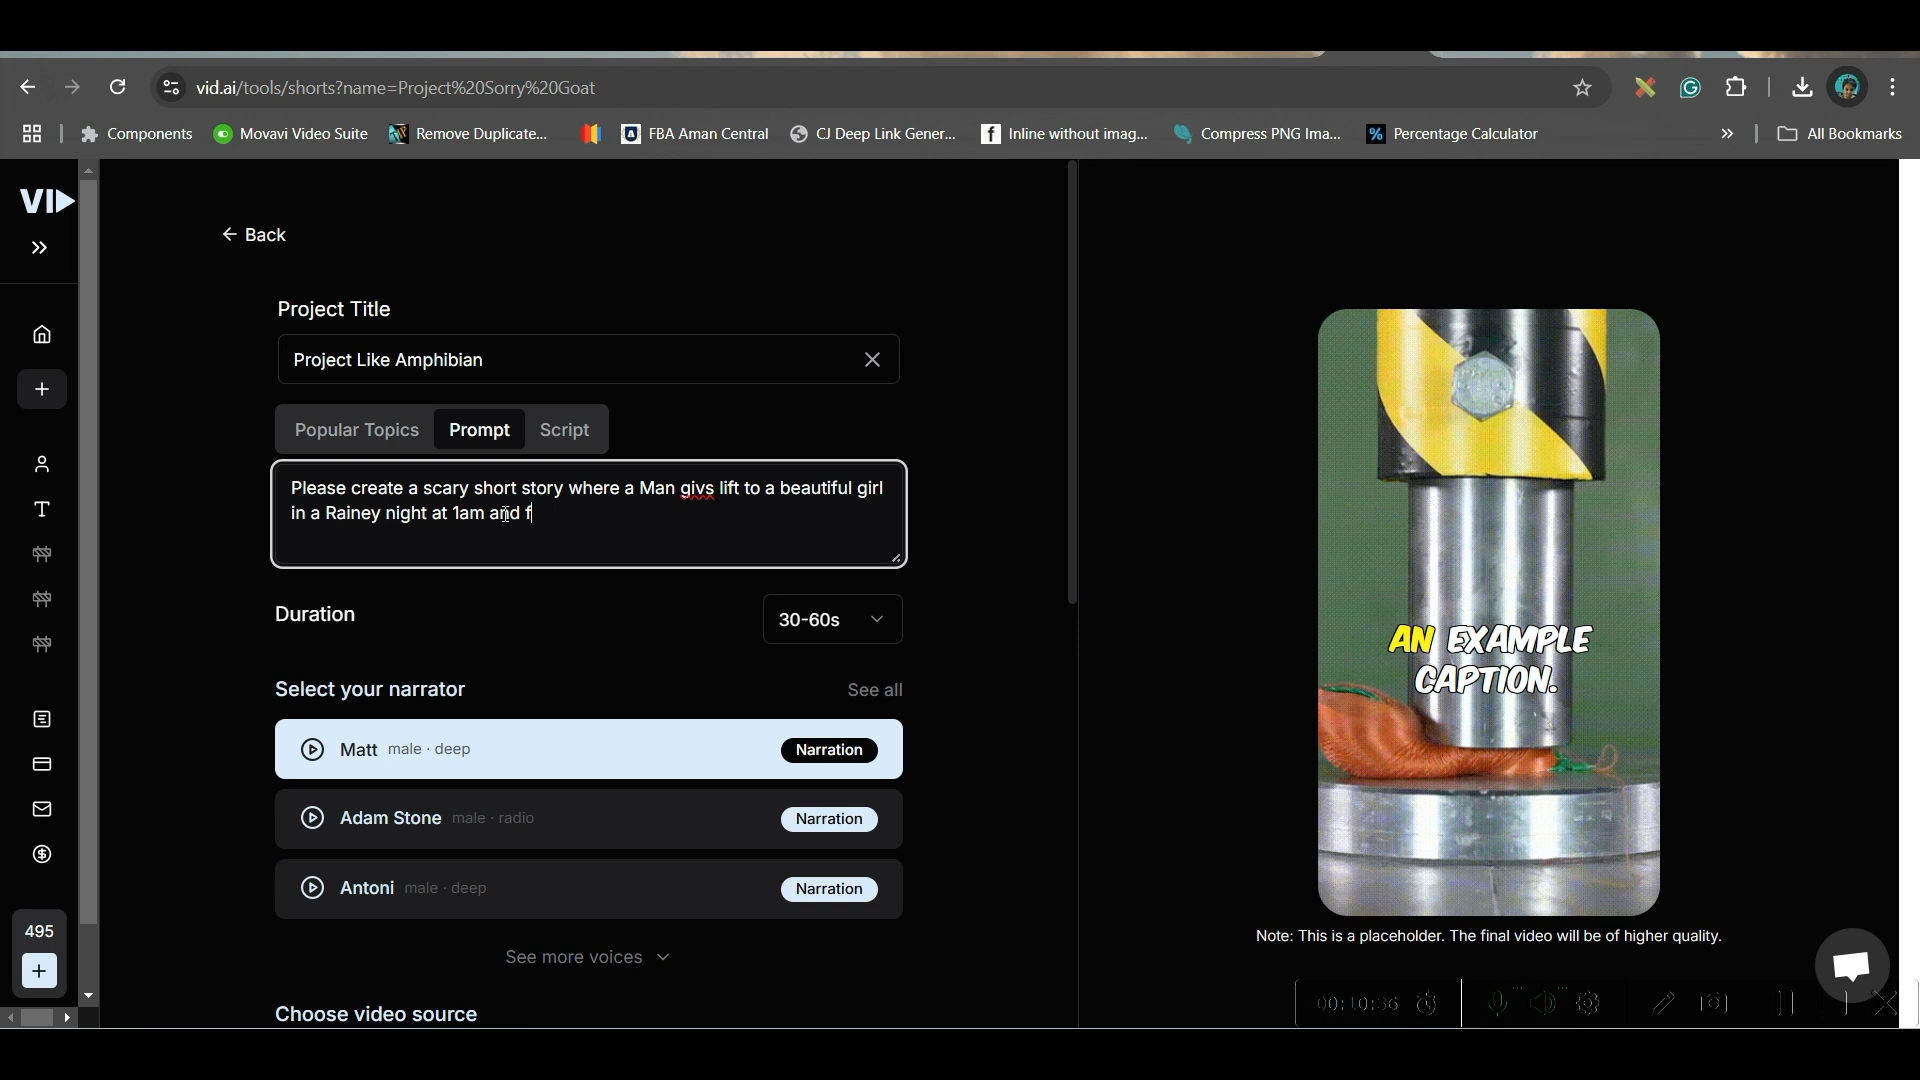 vid.ai/tools/shorts?name=Project%20Sorry%20Goat
Components
Movavi Video Suite
Remove Duplicate...
FBA Aman Central
CJ Deep Link Gener...
Inline without imag...
Compress PNG Ima...
Percentage Calculator
All Bookmarks
VID
Back
Project Title
Project Like Amphibian
Popular Topics
Prompt
Script
Please create a scary short story where a Man givs lift to a beautiful girl
in a Rainey night at 1am and f
Duration
30-60s
Select your narrator
See all
Matt male · deep
Narration
Adam Stone male · radio
Narration
Antoni male · deep
Narration
See more voices
Choose video source
495
AN EXAMPLE
CAPTION.
Note: This is a placeholder. The final video will be of higher quality.
00:10:36